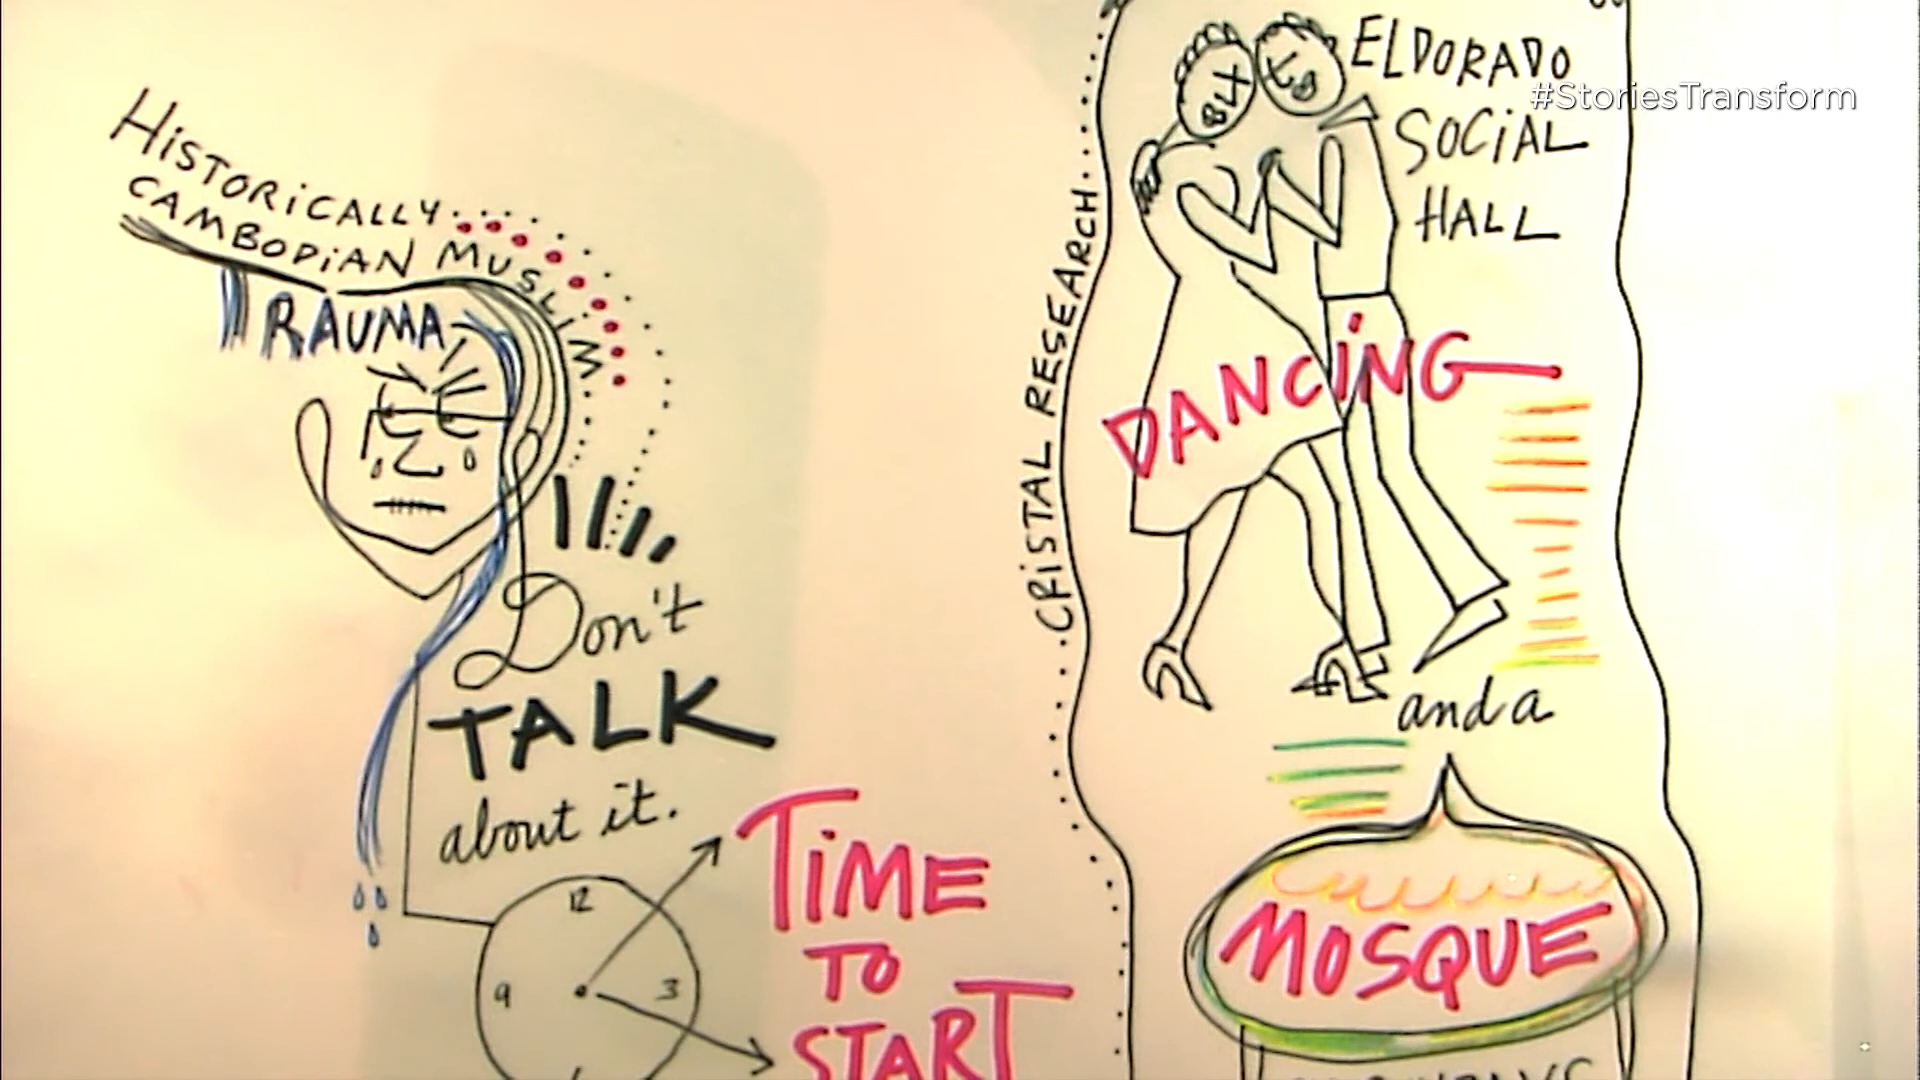 #StoriesTransform
HISTORICALLY
CAMBODIAN MUSLIM
TRAUMA
Don't
TALK
about it.
12
9
3
TIME
TO
START
CRISTAL RESEARCH
ELDORADO
SOCIAL
HALL
DANCING
and a
MOSQUE